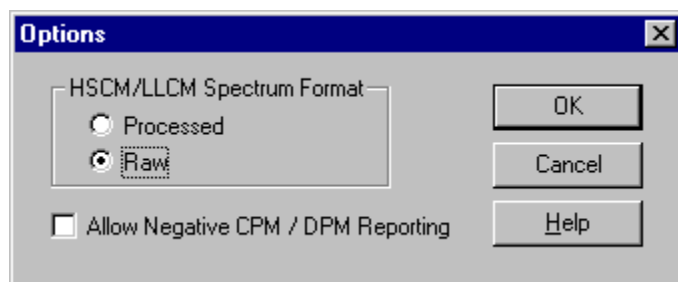 Options
HSCM/LLCM Spectrum Format
Processed
Raw
Allow Negative CPM / DPM Reporting
OK
Cancel
Help